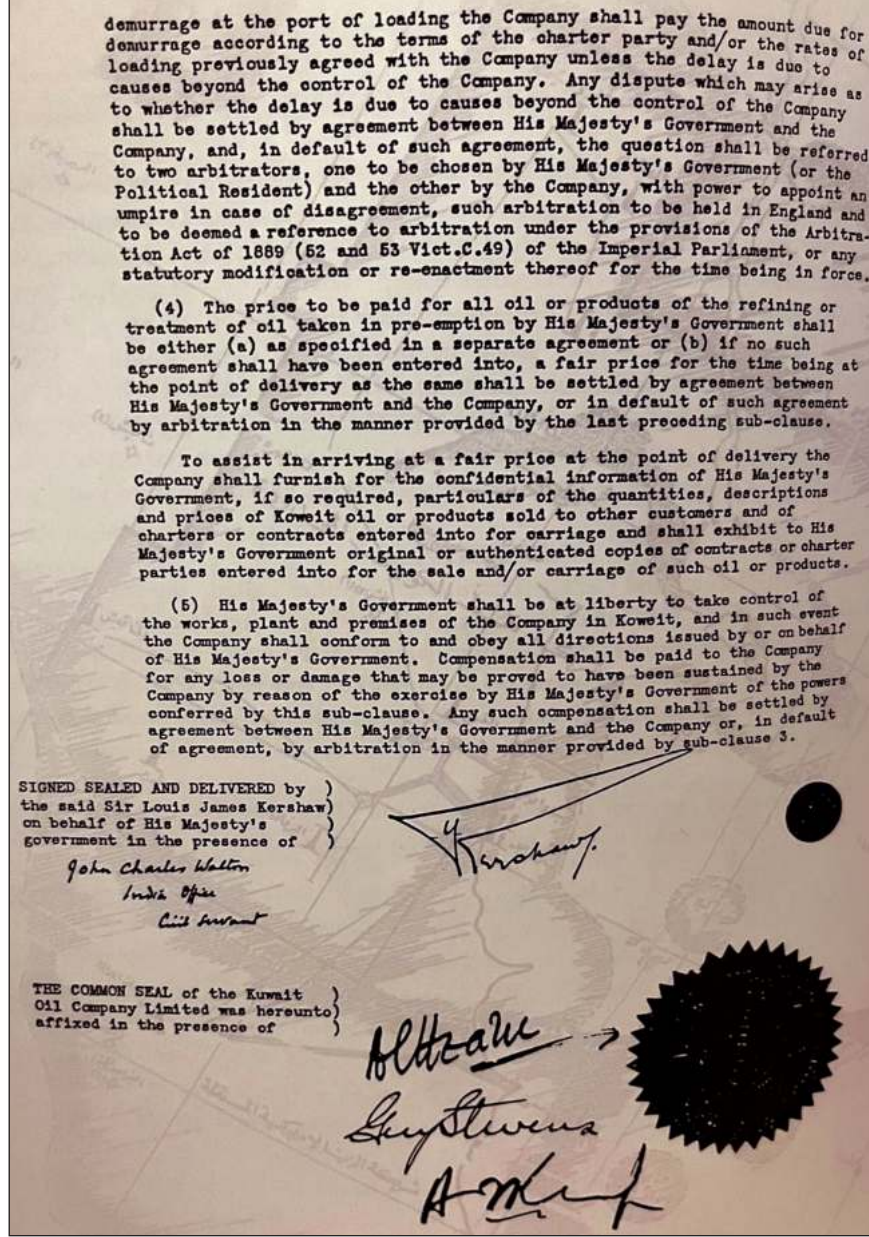 demurrage at the port of loading the Company shall pay the amount due for
demurrage according to the terms of the charter party and/or the rates of
loading previously agreed with the Company unless the delay is due to
causes beyond the control of the Company. Any dispute which may arise as
to whether the delay is due to causes beyond the control of the Company
shall be settled by agreement between His Majesty's Government and the
Company, and, in default of such agreement, the question shall be referred
to two arbitrators, one to be chosen by His Majesty's Government (or the
Political Resident) and the other by the Company, with power to appoint an
umpire in case of disagreement, such arbitration to be held in England and
to be deemed a reference to arbitration under the provisions of the Arbitra-
tion Act of 1889 (52 and 53 Vict.C.49) of the Imperial Parliament, or any
statutory modification or re-enactment thereof for the time being in force.
(4) The price to be paid for all oil or products of the refining or
treatment of oil taken in pre-emption by His Majesty's Government shall
be either (a) as specified in a separate agreement or (b) if no such
agreement shall have been entered into, a fair price for the time being at
the point of delivery as the same shall be settled by agreement between
His Majesty's Government and the Company, or in default of such agreement
by arbitration in the manner provided by the last preceding sub-clause.
To assist in arriving at a fair price at the point of delivery the
Company shall furnish for the confidential information of His Majesty's
Government, if so required, particulars of the quantities, descriptions
and prices of Koweit oil or products sold to other customers and of
charters or contracts entered into for carriage and shall exhibit to His
Majesty's Government original or authenticated copies of contracts or charter
parties entered into for the sale and/or carriage of such oil or products.
(5) His Majesty's Government shall be at liberty to take control of
the works, plant and premises of the Company in Koweit, and in such event
the Company shall conform to and obey all directions issued by or on behalf
of His Majesty's Government. Compensation shall be paid to the Company
for any loss or damage that may be proved to have been sustained by the
Company by reason of the exercise by His Majesty's Government of the powers
conferred by this sub-clause. Any such compensation shall be settled by
agreement between His Majesty's Government and the Company or, in default
of agreement, by arbitration in the manner provided by sub-clause 3.
SIGNED SEALED AND DELIVERED by )
the said Sir Louis James Kershaw)
on behalf of His Majesty's )
government in the presence of )
Kershaw
John Charles Walton
India Office
Civil Servant
THE COMMON SEAL of the Kuwait )
Oil Company Limited was hereunto)
affixed in the presence of )
Guy Stevens